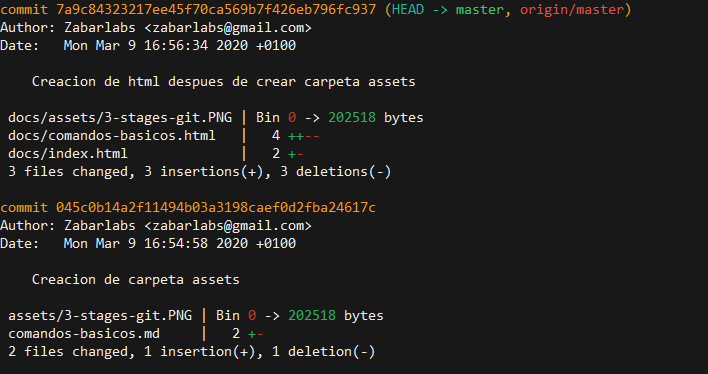 commit 7a9c84323217ee45f70ca569b7f426eb796fc937 (HEAD -> master, origin/master)
Author: Zabarlabs <zabarlabs@gmail.com>
Date:   Mon Mar 9 16:56:34 2020 +0100

    Creacion de html despues de crear carpeta assets

 docs/assets/3-stages-git.PNG | Bin 0 -> 202518 bytes
 docs/comandos-basicos.html   |   4 ++--
 docs/index.html              |   2 +-
 3 files changed, 3 insertions(+), 3 deletions(-)

commit 045c0b14a2f11494b03a3198caef0d2fba24617c
Author: Zabarlabs <zabarlabs@gmail.com>
Date:   Mon Mar 9 16:54:58 2020 +0100

    Creacion de carpeta assets

 assets/3-stages-git.PNG | Bin 0 -> 202518 bytes
 comandos-basicos.md     |   2 +-
 2 files changed, 1 insertion(+), 1 deletion(-)